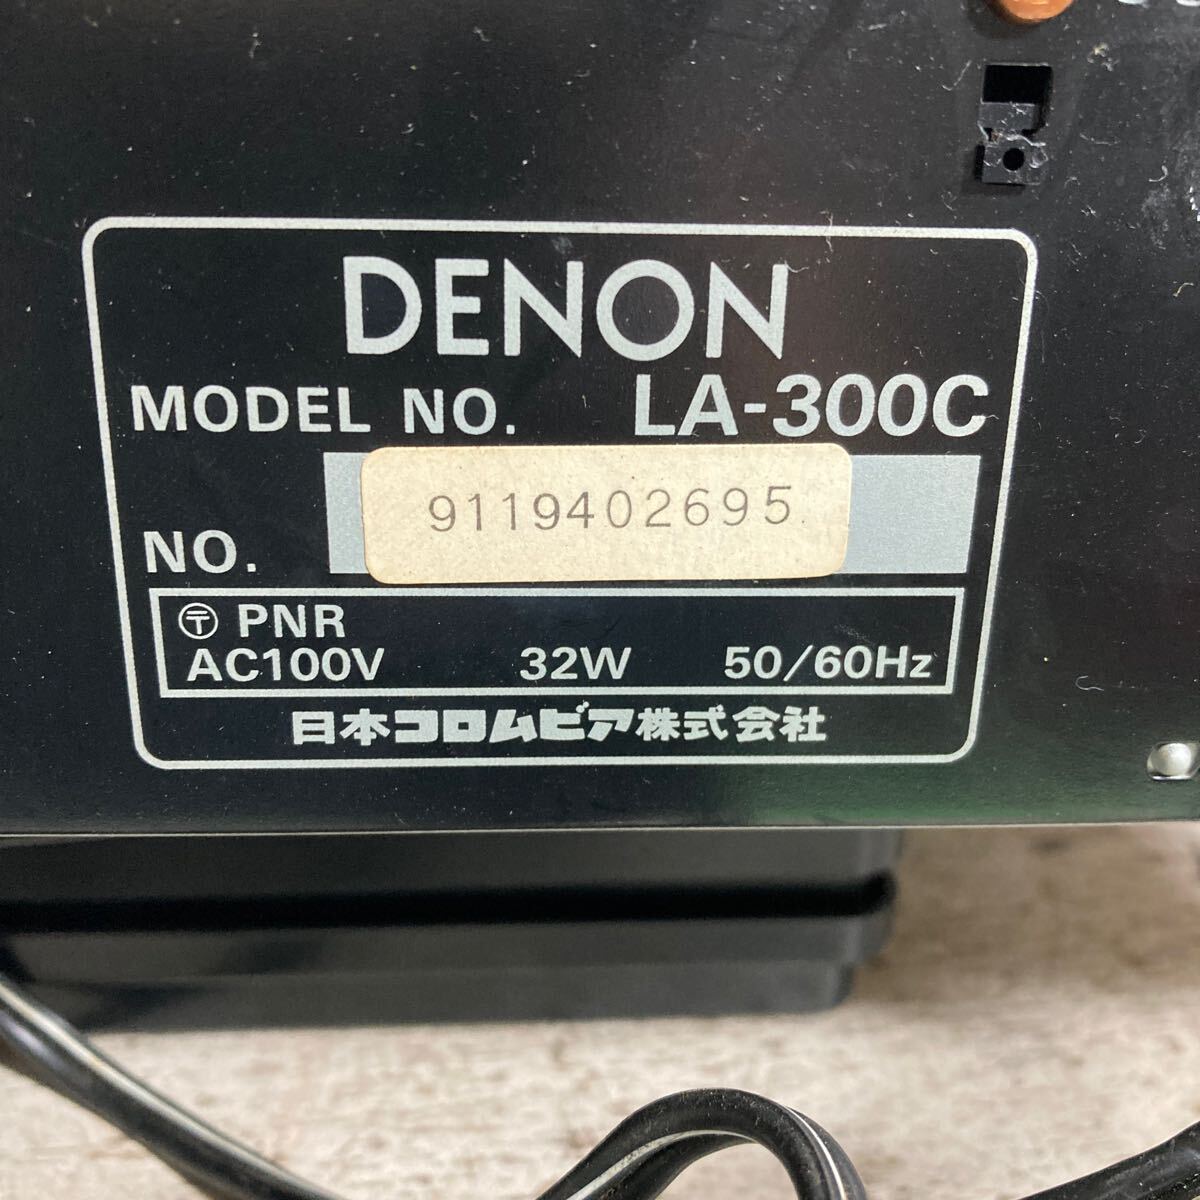 DENON
MODEL NO. LA-300C
NO. 9119402695
〶 PNR
AC100V 32W 50/60Hz
日本コロムビア株式会社